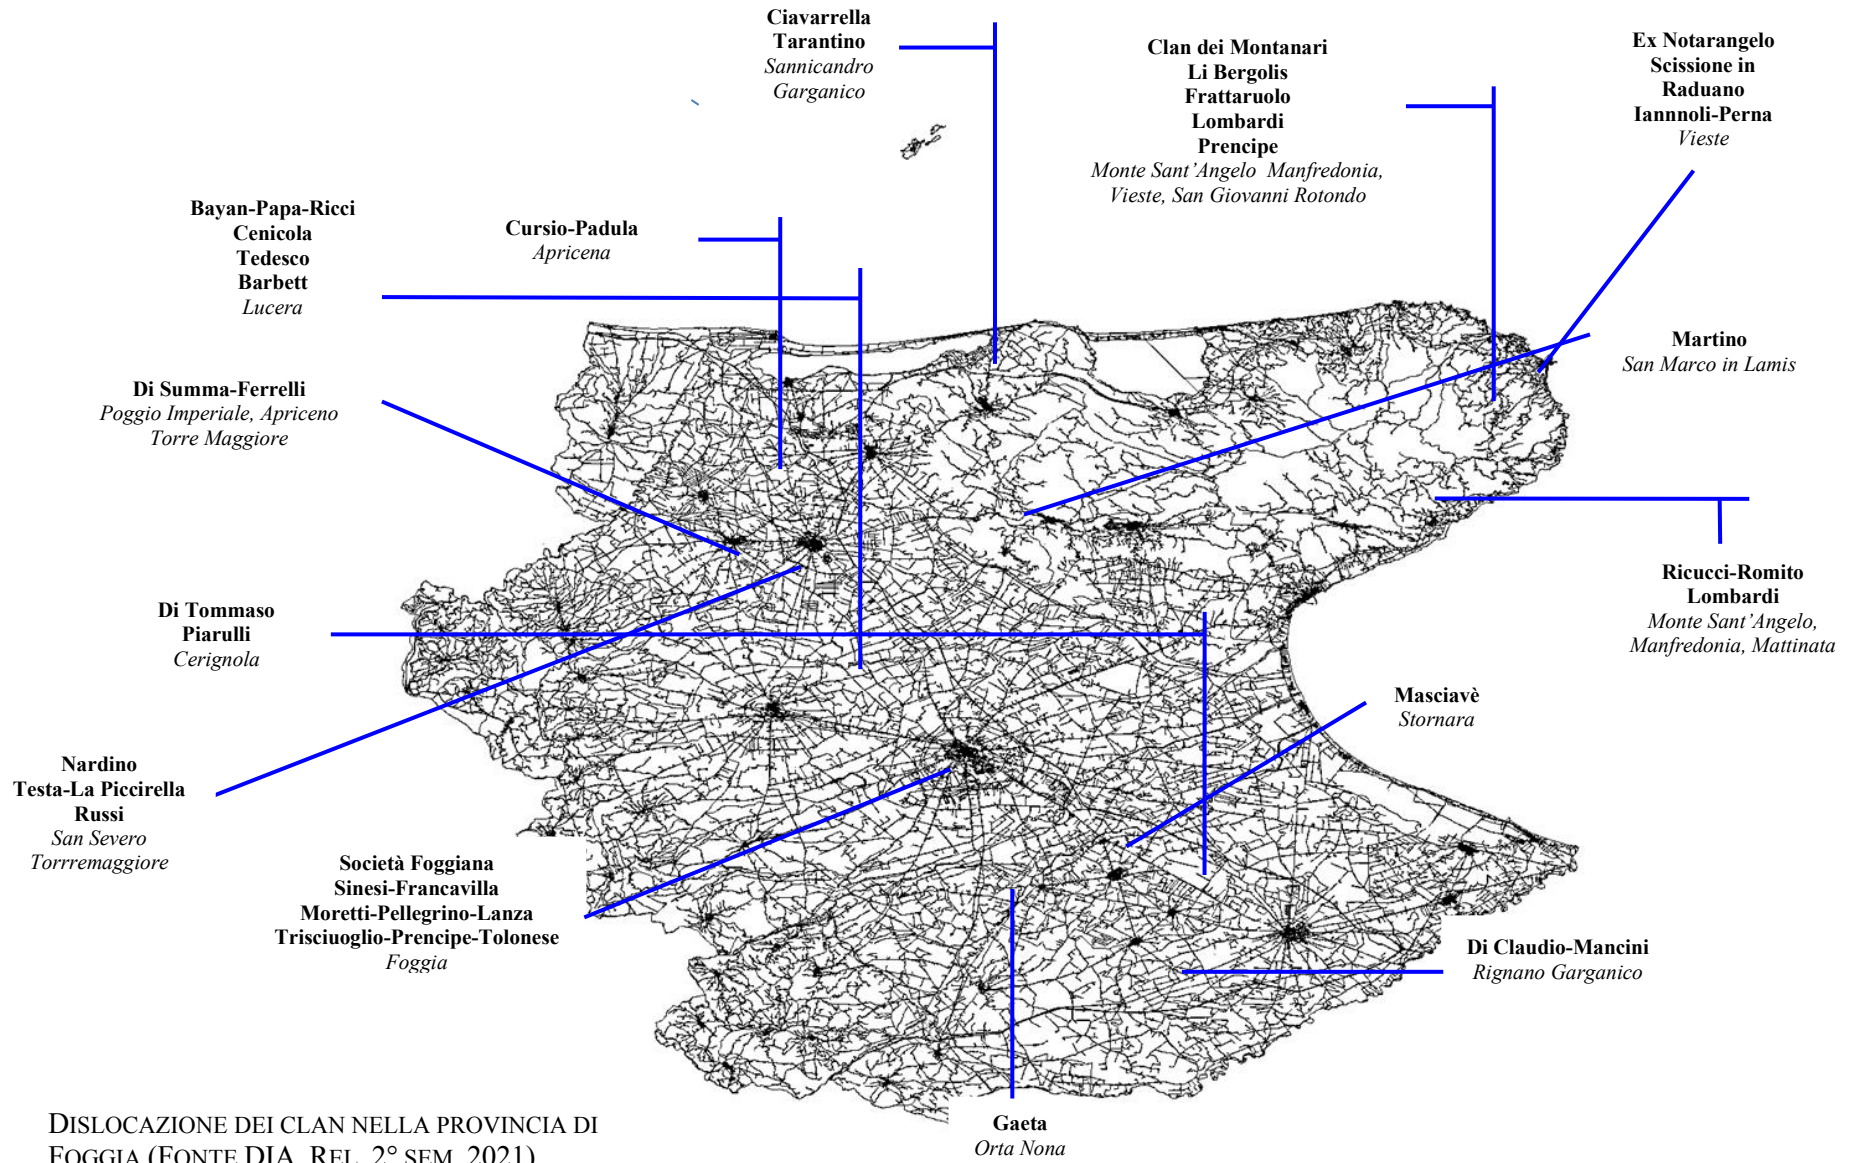 Ciavarrella
Tarantino
Sannicandro
Garganico
Clan dei Montanari
Li Bergolis
Frattaruolo
Lombardi
Prencipe
Monte Sant'Angelo Manfredonia,
Vieste, San Giovanni Rotondo
Ex Notarangelo
Scissione in
Raduano
Iannnoli-Perna
Vieste
Bayan-Papa-Ricci
Cenicola
Tedesco
Barbett
Lucera
Cursio-Padula
Apricena
Martino
San Marco in Lamis
Di Summa-Ferrelli
Poggio Imperiale, Apriceno
Torre Maggiore
Ricucci-Romito
Lombardi
Monte Sant'Angelo,
Manfredonia, Mattinata
Di Tommaso
Piarulli
Cerignola
Masciavè
Stornara
Nardino
Testa-La Piccirella
Russi
San Severo
Torrremaggiore
Società Foggiana
Sinesi-Francavilla
Moretti-Pellegrino-Lanza
Trisciuoglio-Prencipe-Tolonese
Foggia
Di Claudio-Mancini
Rignano Garganico
Gaeta
Orta Nona
DISLOCAZIONE DEI CLAN NELLA PROVINCIA DI
FOGGIA (FONTE DIA, REL. 2° SEM. 2021)